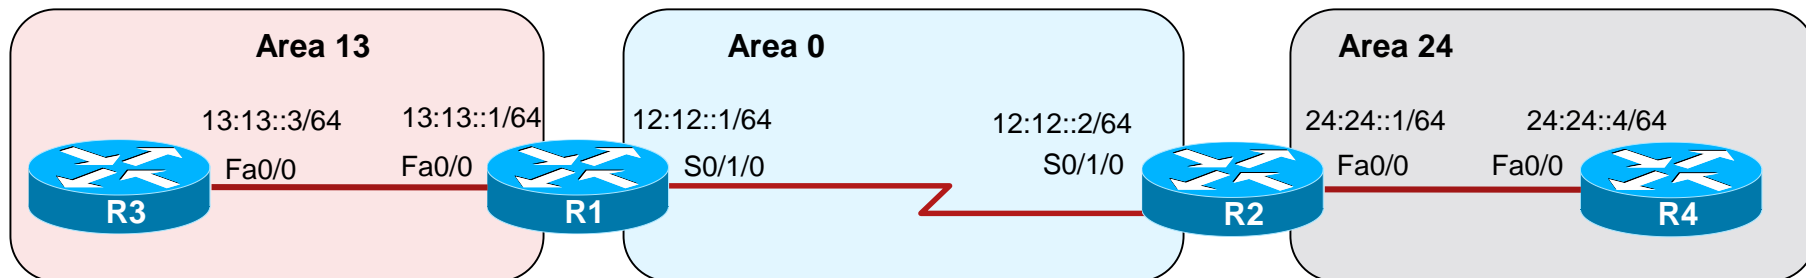 Area 13
Area 0
Area 24
13:13::3/64
13:13::1/64
12:12::1/64
12:12::2/64
24:24::1/64
24:24::4/64
Fa0/0
Fa0/0
S0/1/0
S0/1/0
Fa0/0
Fa0/0
R3
R1
R2
R4